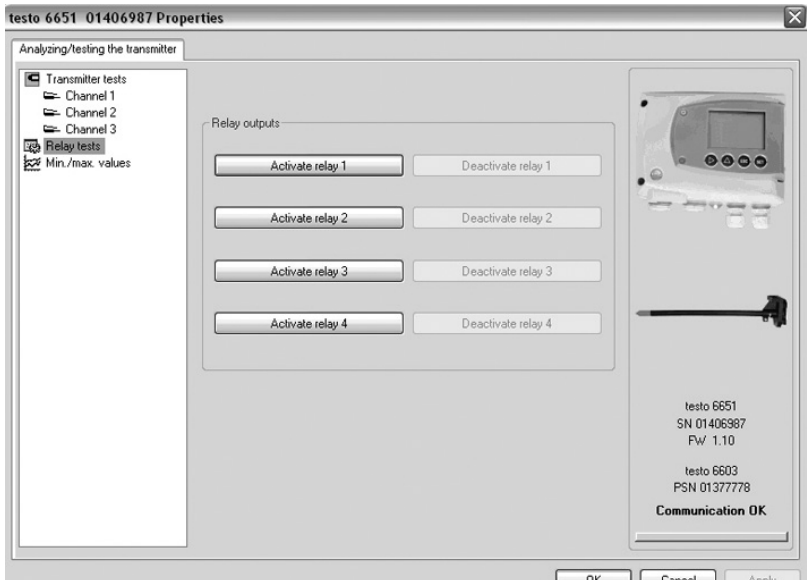 testo 6651 01406987 Properties
Analyzing/testing the transmitter
Transmitter tests
Channel 1
Channel 2
Channel 3
Relay tests
Min./max. values
Relay outputs
Activate relay 1 Deactivate relay 1
Activate relay 2 Deactivate relay 2
Activate relay 3 Deactivate relay 3
Activate relay 4 Deactivate relay 4
testo 6651
SN 01406987
FW 1.10
testo 6603
PSN 01377778
Communication OK
OK Cancel Apply